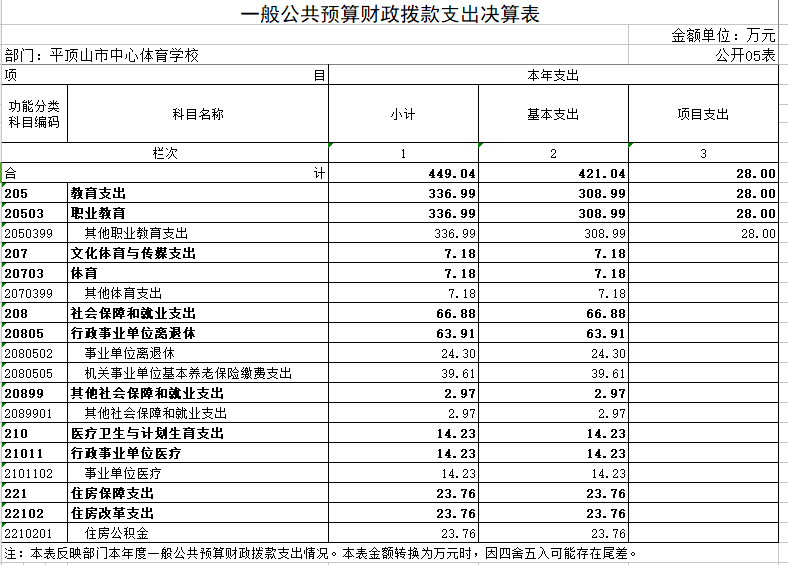 一般公共预算财政拨款支出决算表
金额单位：万元
部门：平顶山市中心体育学校 公开05表
项 目 本年支出
功能分类科目编码 科目名称 小计 基本支出 项目支出
栏次 1 2 3
合 计 449.04 421.04 28.00
205 教育支出 336.99 308.99 28.00
20503 职业教育 336.99 308.99 28.00
2050399 其他职业教育支出 336.99 308.99 28.00
207 文化体育与传媒支出 7.18 7.18
20703 体育 7.18 7.18
2070399 其他体育支出 7.18 7.18
208 社会保障和就业支出 66.88 66.88
20805 行政事业单位离退休 63.91 63.91
2080502 事业单位离退休 24.30 24.30
2080505 机关事业单位基本养老保险缴费支出 39.61 39.61
20899 其他社会保障和就业支出 2.97 2.97
2089901 其他社会保障和就业支出 2.97 2.97
210 医疗卫生与计划生育支出 14.23 14.23
21011 行政事业单位医疗 14.23 14.23
2101102 事业单位医疗 14.23 14.23
221 住房保障支出 23.76 23.76
22102 住房改革支出 23.76 23.76
2210201 住房公积金 23.76 23.76
注：本表反映部门本年度一般公共预算财政拨款支出情况。本表金额转换为万元时，因四舍五入可能存在尾差。